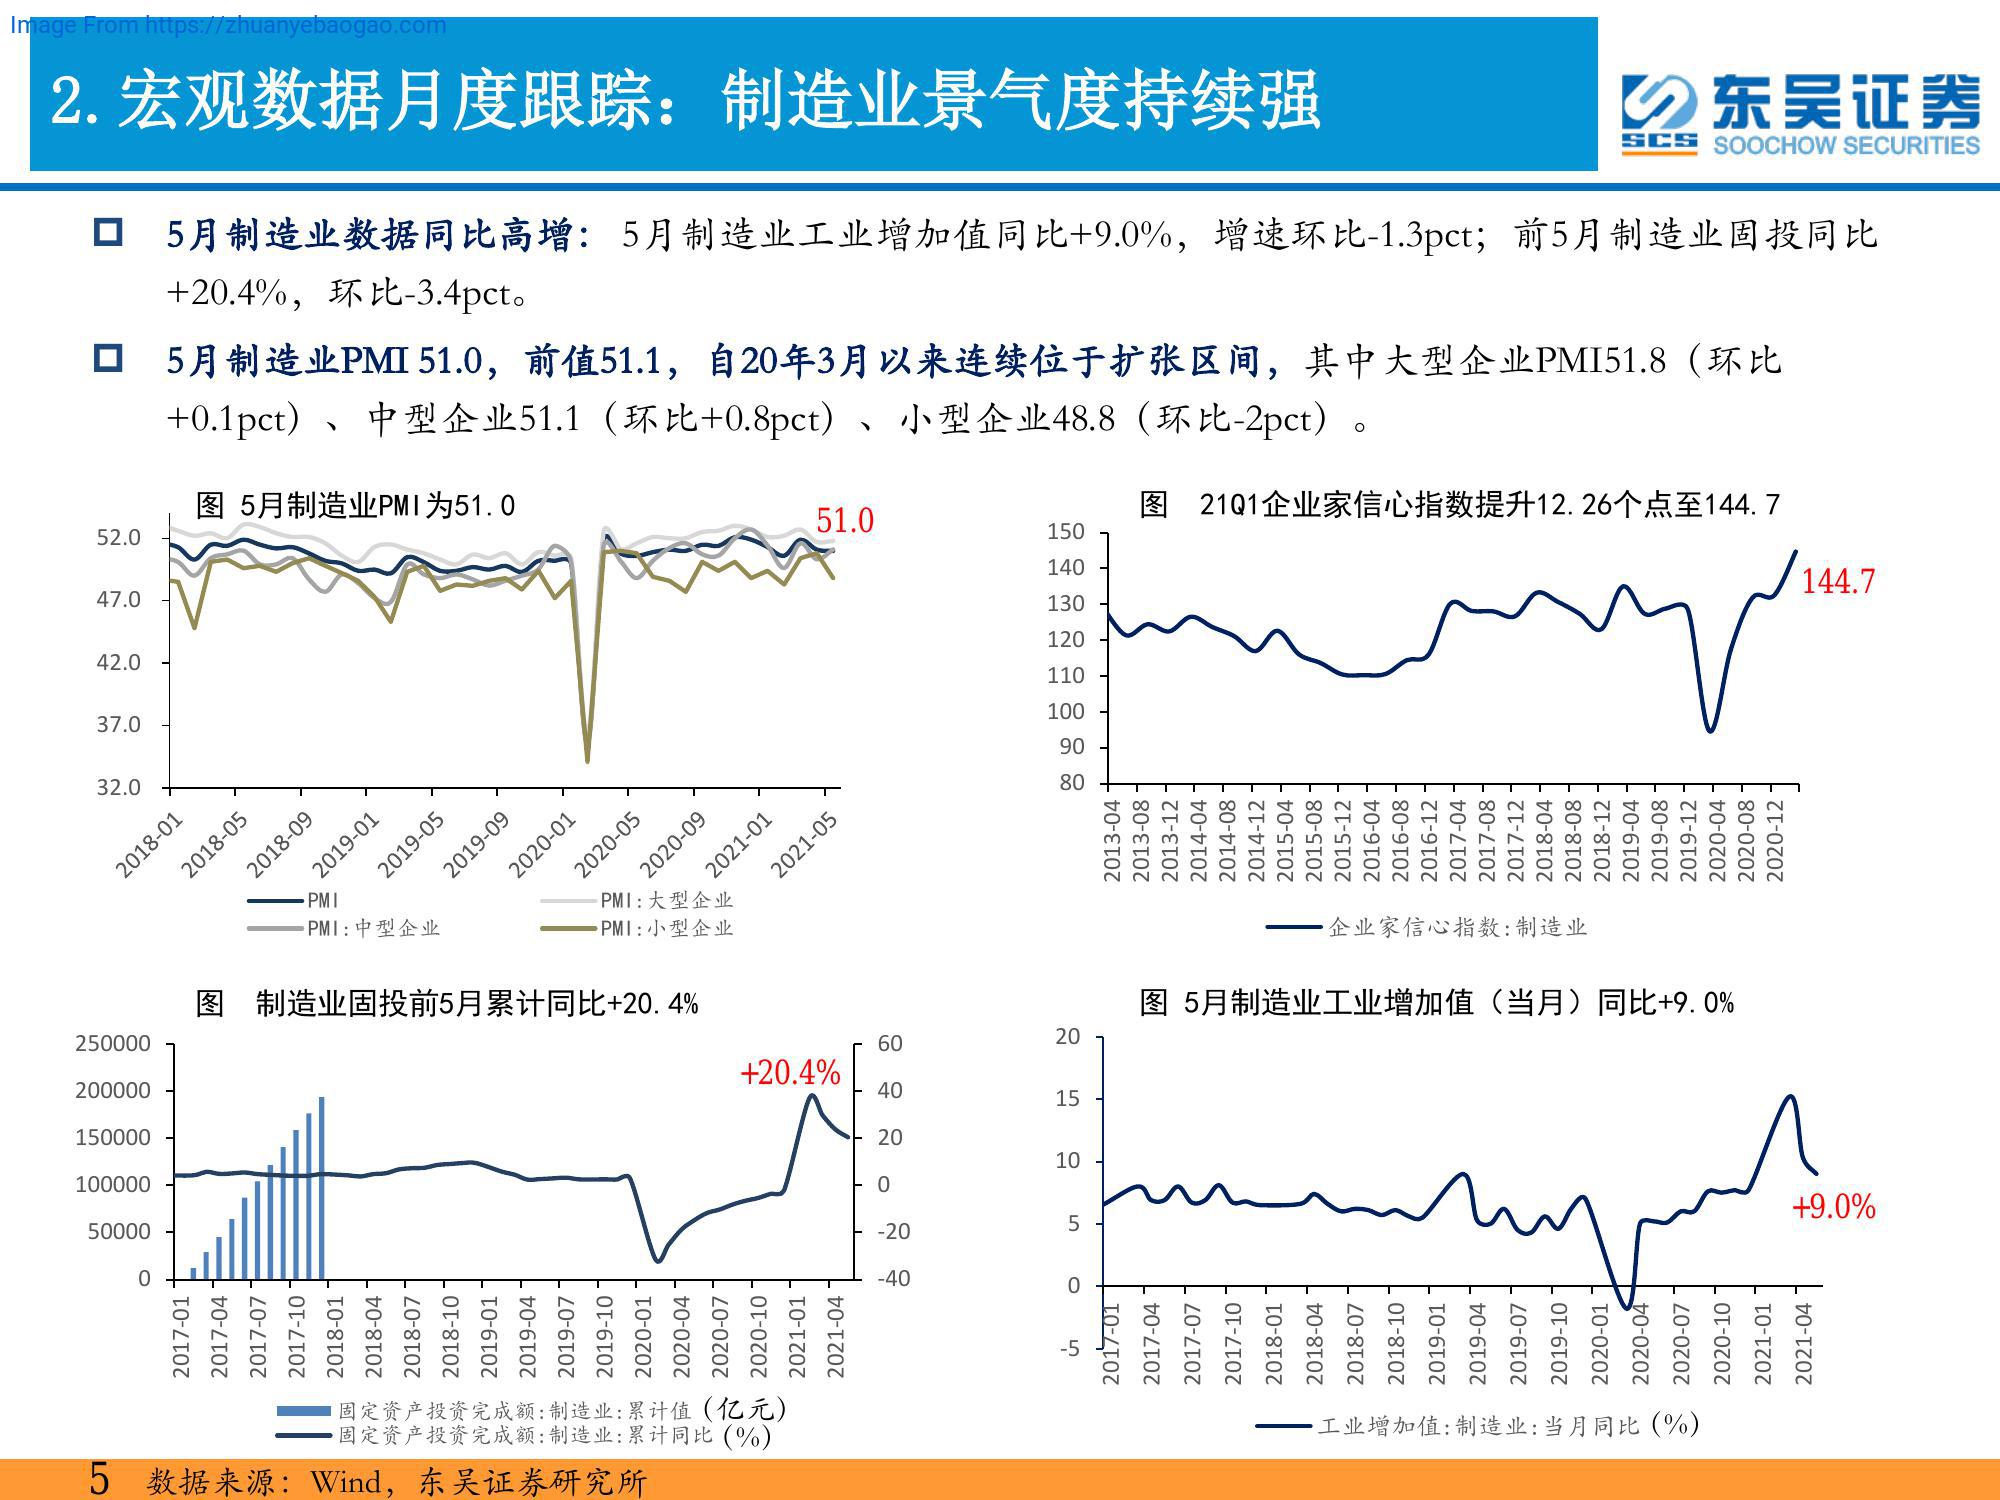 Image From https://zhuanyebaogao.com
2.宏观数据月度跟踪：制造业景气度持续强
东吴证券
SCS
SOOCHOW SECURITIES
5月制造业数据同比高增：5月制造业工业增加值同比+9.0%，增速环比-1.3pct；前5月制造业固投同比
+20.4%，环比-3.4pct。
5月制造业PMI 51.0，前值51.1，自20年3月以来连续位于扩张区间，其中大型企业PMI51.8（环比
+0.1pct）、中型企业51.1（环比+0.8pct）、小型企业48.8（环比-2pct）。
图 5月制造业PMI为51.0
51.0
52.0
47.0
42.0
37.0
32.0
2018-01 2018-05 2018-09 2019-01 2019-05 2019-09 2020-01 2020-05 2020-09 2021-01 2021-05
PMI PMI:大型企业
PMI:中型企业 PMI:小型企业
图 21Q1企业家信心指数提升12.26个点至144.7
144.7
150
140
130
120
110
100
90
80
2013-04 2013-08 2013-12 2014-04 2014-08 2014-12 2015-04 2015-08 2015-12 2016-04 2016-08 2016-12 2017-04 2017-08 2017-12 2018-04 2018-08 2018-12 2019-04 2019-08 2019-12 2020-04 2020-08 2020-12
企业家信心指数:制造业
图 制造业固投前5月累计同比+20.4%
+20.4%
250000 60
200000 40
150000 20
100000 0
50000 -20
0 -40
2017-01 2017-04 2017-07 2017-10 2018-01 2018-04 2018-07 2018-10 2019-01 2019-04 2019-07 2019-10 2020-01 2020-04 2020-07 2020-10 2021-01 2021-04
固定资产投资完成额:制造业:累计值（亿元）
固定资产投资完成额:制造业:累计同比（%）
图 5月制造业工业增加值（当月）同比+9.0%
+9.0%
20
15
10
5
0
-5
2017-01 2017-04 2017-07 2017-10 2018-01 2018-04 2018-07 2018-10 2019-01 2019-04 2019-07 2019-10 2020-01 2020-04 2020-07 2020-10 2021-01 2021-04
工业增加值:制造业:当月同比（%）
5 数据来源：Wind，东吴证券研究所